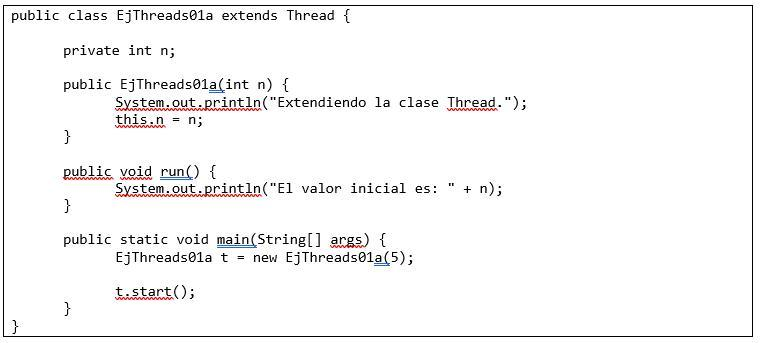 public class EjThreads01a extends Thread {
private int n;
public EjThreads01a(int n) {
System.out.println("Extendiendo la clase Thread.");
this.n = n;
}
public void run() {
System.out.println("El valor inicial es: " + n);
}
public static void main(String[] args) {
EjThreads01a t = new EjThreads01a(5);
t.start();
}
}